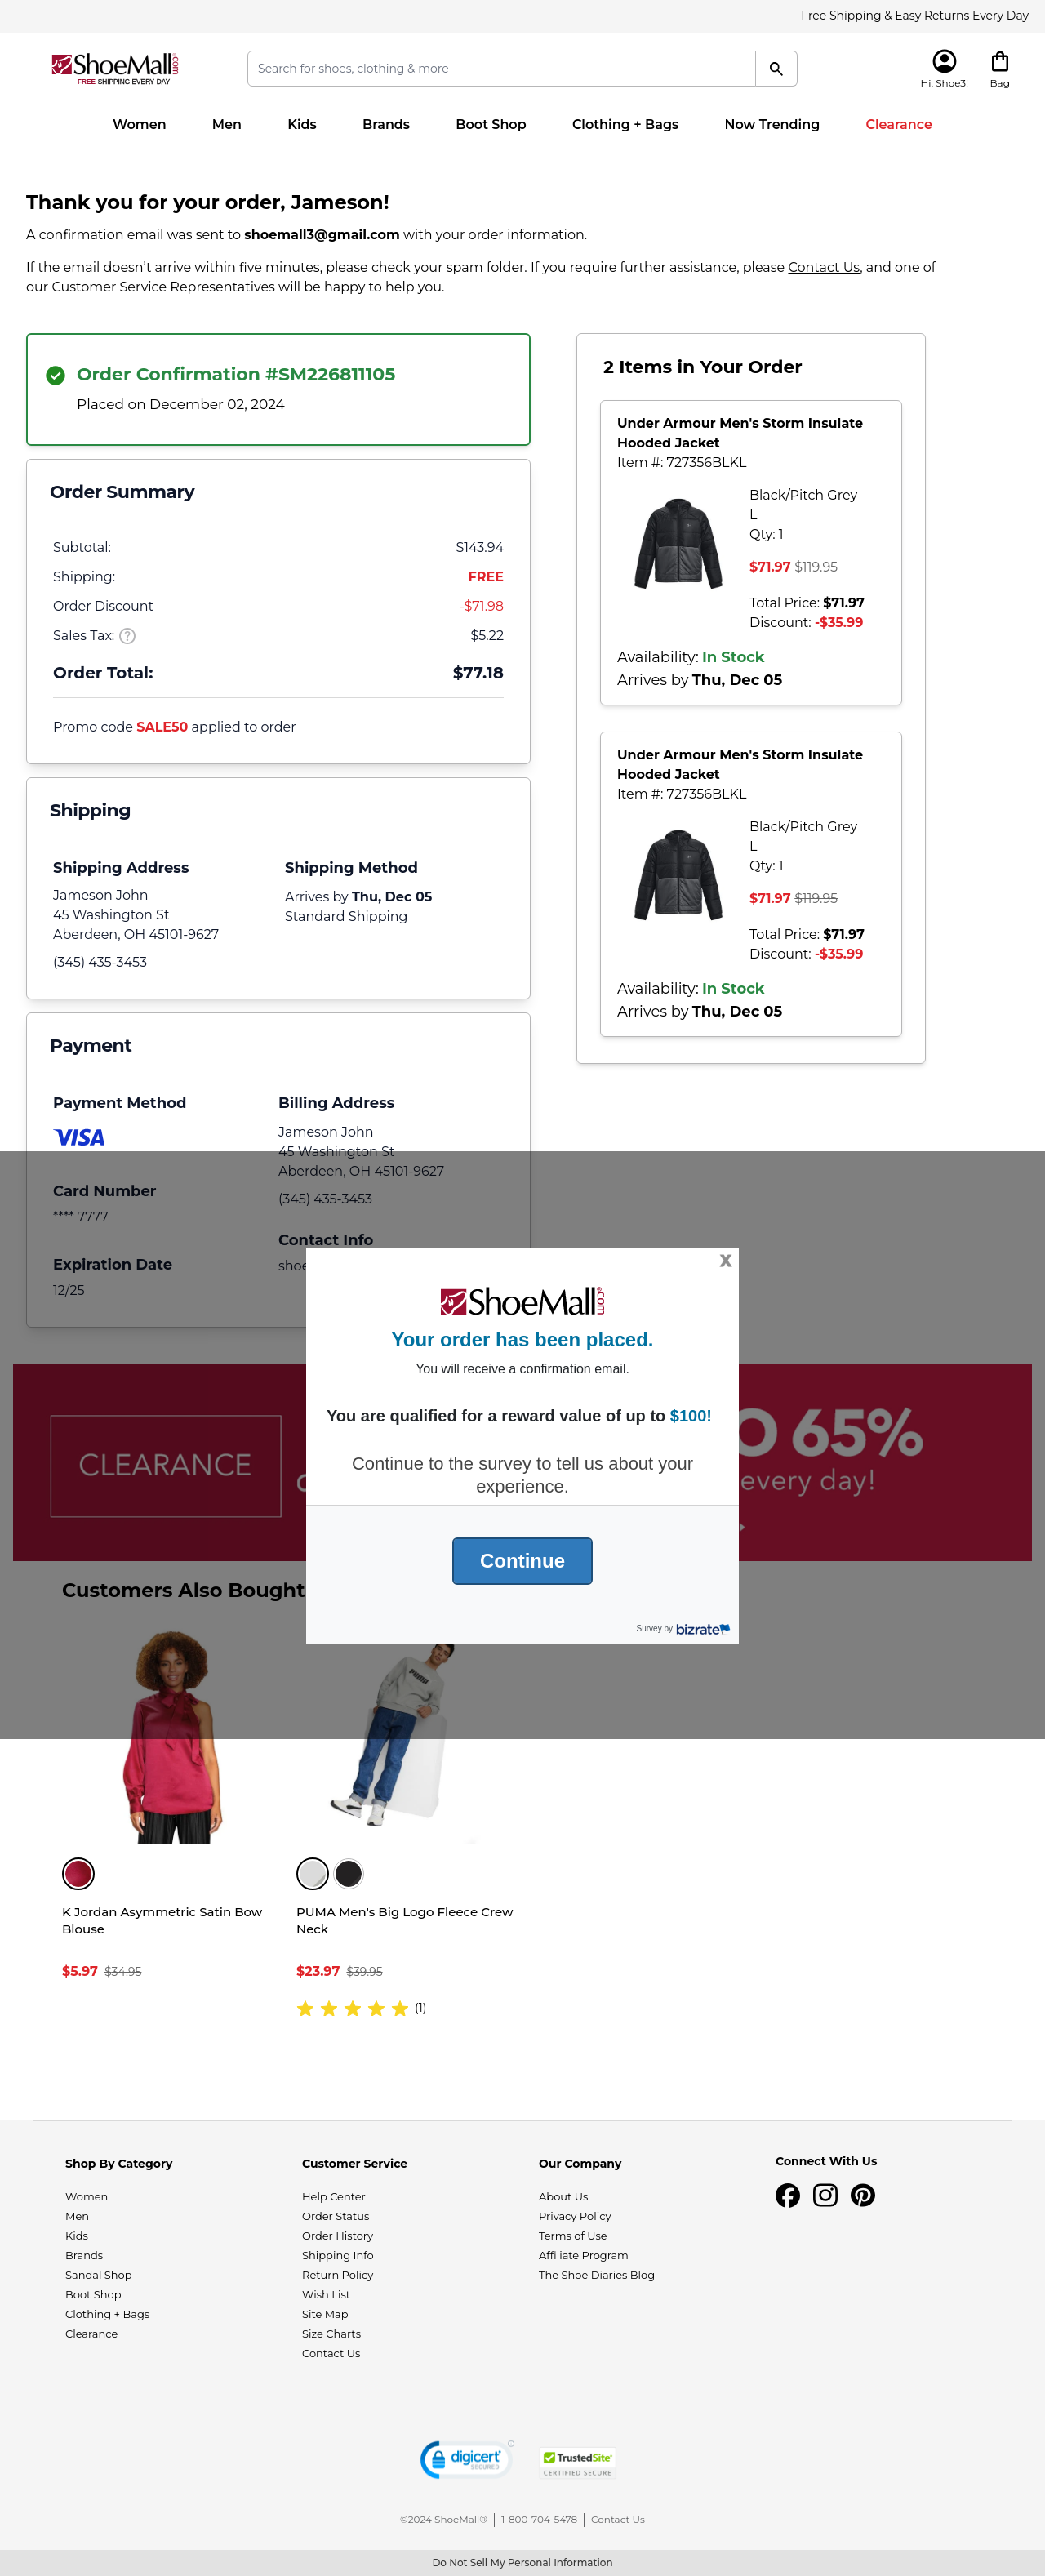 Free Shipping & Easy Returns Every Day
ShoeMall.com
FREE SHIPPING EVERY DAY
Search for shoes, clothing & more
Hi, Shoe3!
Bag
Women
Men
Kids
Brands
Boot Shop
Clothing + Bags
Now Trending
Clearance
Thank you for your order, Jameson!
A confirmation email was sent to shoemall3@gmail.com with your order information.
If the email doesn’t arrive within five minutes, please check your spam folder. If you require further assistance, please Contact Us, and one of
our Customer Service Representatives will be happy to help you.
Order Confirmation #SM226811105
Placed on December 02, 2024
Order Summary
Subtotal: $143.94
Shipping: FREE
Order Discount -$71.98
Sales Tax: ? $5.22
Order Total: $77.18
Promo code SALE50 applied to order
Shipping
Shipping Address
Jameson John
45 Washington St
Aberdeen, OH 45101-9627
(345) 435-3453
Shipping Method
Arrives by Thu, Dec 05
Standard Shipping
Payment
Payment Method
VISA
Card Number
**** 7777
Expiration Date
12/25
Billing Address
Jameson John
45 Washington St
Aberdeen, OH 45101-9627
(345) 435-3453
Contact Info
shoe
2 Items in Your Order
Under Armour Men's Storm Insulate
Hooded Jacket
Item #: 727356BLKL
Black/Pitch Grey
L
Qty: 1
$71.97 $119.95
Total Price: $71.97
Discount: -$35.99
Availability: In Stock
Arrives by Thu, Dec 05
Under Armour Men's Storm Insulate
Hooded Jacket
Item #: 727356BLKL
Black/Pitch Grey
L
Qty: 1
$71.97 $119.95
Total Price: $71.97
Discount: -$35.99
Availability: In Stock
Arrives by Thu, Dec 05
X
ShoeMall.com
Your order has been placed.
You will receive a confirmation email.
You are qualified for a reward value of up to $100!
Continue to the survey to tell us about your
experience.
Continue
Survey by bizrate
CLEARANCE
O 65%
every day!
Customers Also Bought
PUMA
K Jordan Asymmetric Satin Bow
Blouse
$5.97 $34.95
PUMA Men's Big Logo Fleece Crew
Neck
$23.97 $39.95
(1)
Shop By Category
Women
Men
Kids
Brands
Sandal Shop
Boot Shop
Clothing + Bags
Clearance
Customer Service
Help Center
Order Status
Order History
Shipping Info
Return Policy
Wish List
Site Map
Size Charts
Contact Us
Our Company
About Us
Privacy Policy
Terms of Use
Affiliate Program
The Shoe Diaries Blog
Connect With Us
digicert
SECURED
TrustedSite
CERTIFIED SECURE
©2024 ShoeMall® | 1-800-704-5478 | Contact Us
Do Not Sell My Personal Information